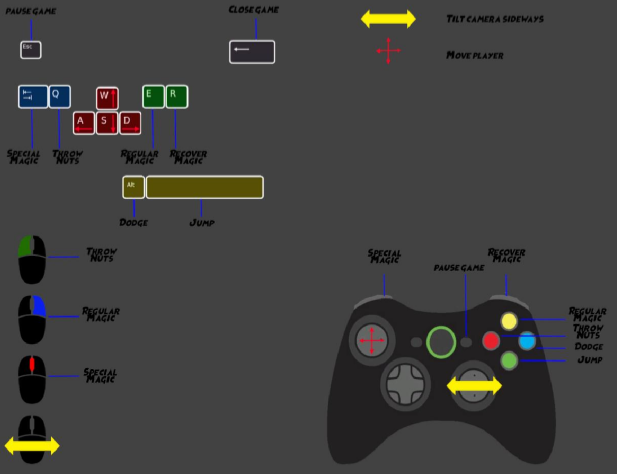 PAUSE GAME
CLOSE GAME
TILT CAMERA SIDEWAYS
MOVE PLAYER
Esc
Q
W
E
R
A
S
D
SPECIAL
MAGIC
THROW
NUTS
REGULAR
MAGIC
RECOVER
MAGIC
Alt
DODGE
JUMP
THROW
NUTS
REGULAR
MAGIC
SPECIAL
MAGIC
SPECIAL
MAGIC
PAUSE GAME
RECOVER
MAGIC
REGULAR
MAGIC
THROW
NUTS
DODGE
JUMP